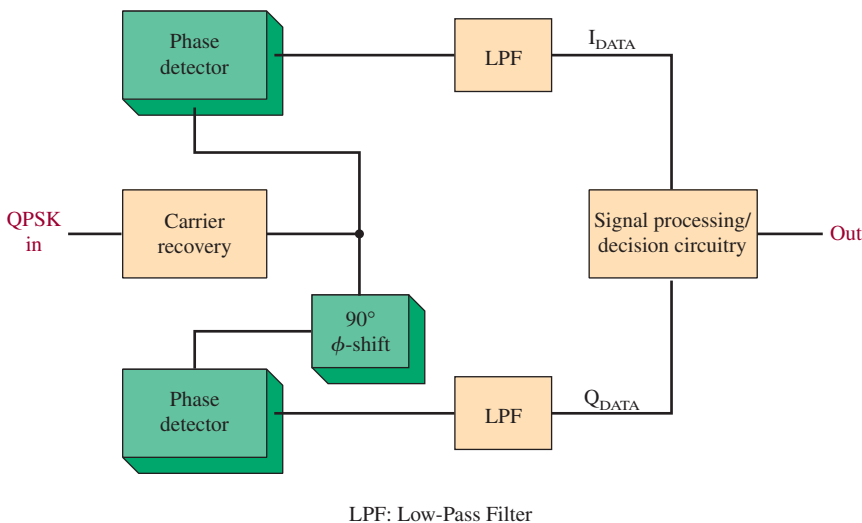 Phase
detector
LPF
I_DATA
QPSK
in
Carrier
recovery
Signal processing/
decision circuitry
Out
90°
ϕ-shift
Phase
detector
LPF
Q_DATA
LPF: Low-Pass Filter